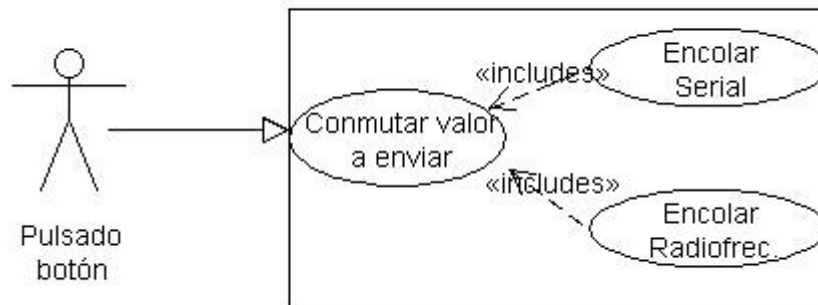 Pulsado
botón
Conmutar valor
a enviar
«includes»
Encolar
Serial
«includes»
Encolar
Radiofrec.